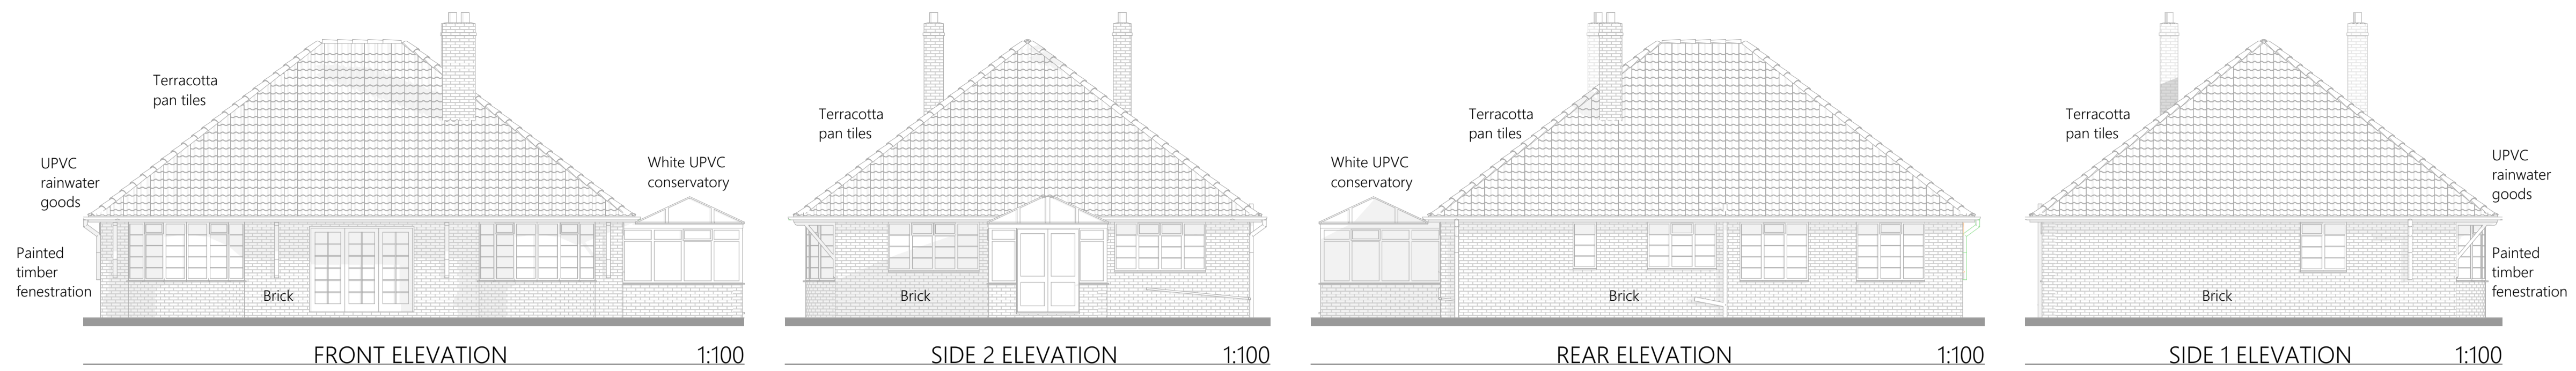 Terracotta
pan tiles
UPVC
rainwater
goods
Painted
timber
fenestration
Brick
White UPVC
conservatory
FRONT ELEVATION 1:100
Terracotta
pan tiles
Brick
SIDE 2 ELEVATION 1:100
White UPVC
conservatory
Terracotta
pan tiles
Brick
REAR ELEVATION 1:100
Terracotta
pan tiles
UPVC
rainwater
goods
Painted
timber
fenestration
Brick
SIDE 1 ELEVATION 1:100